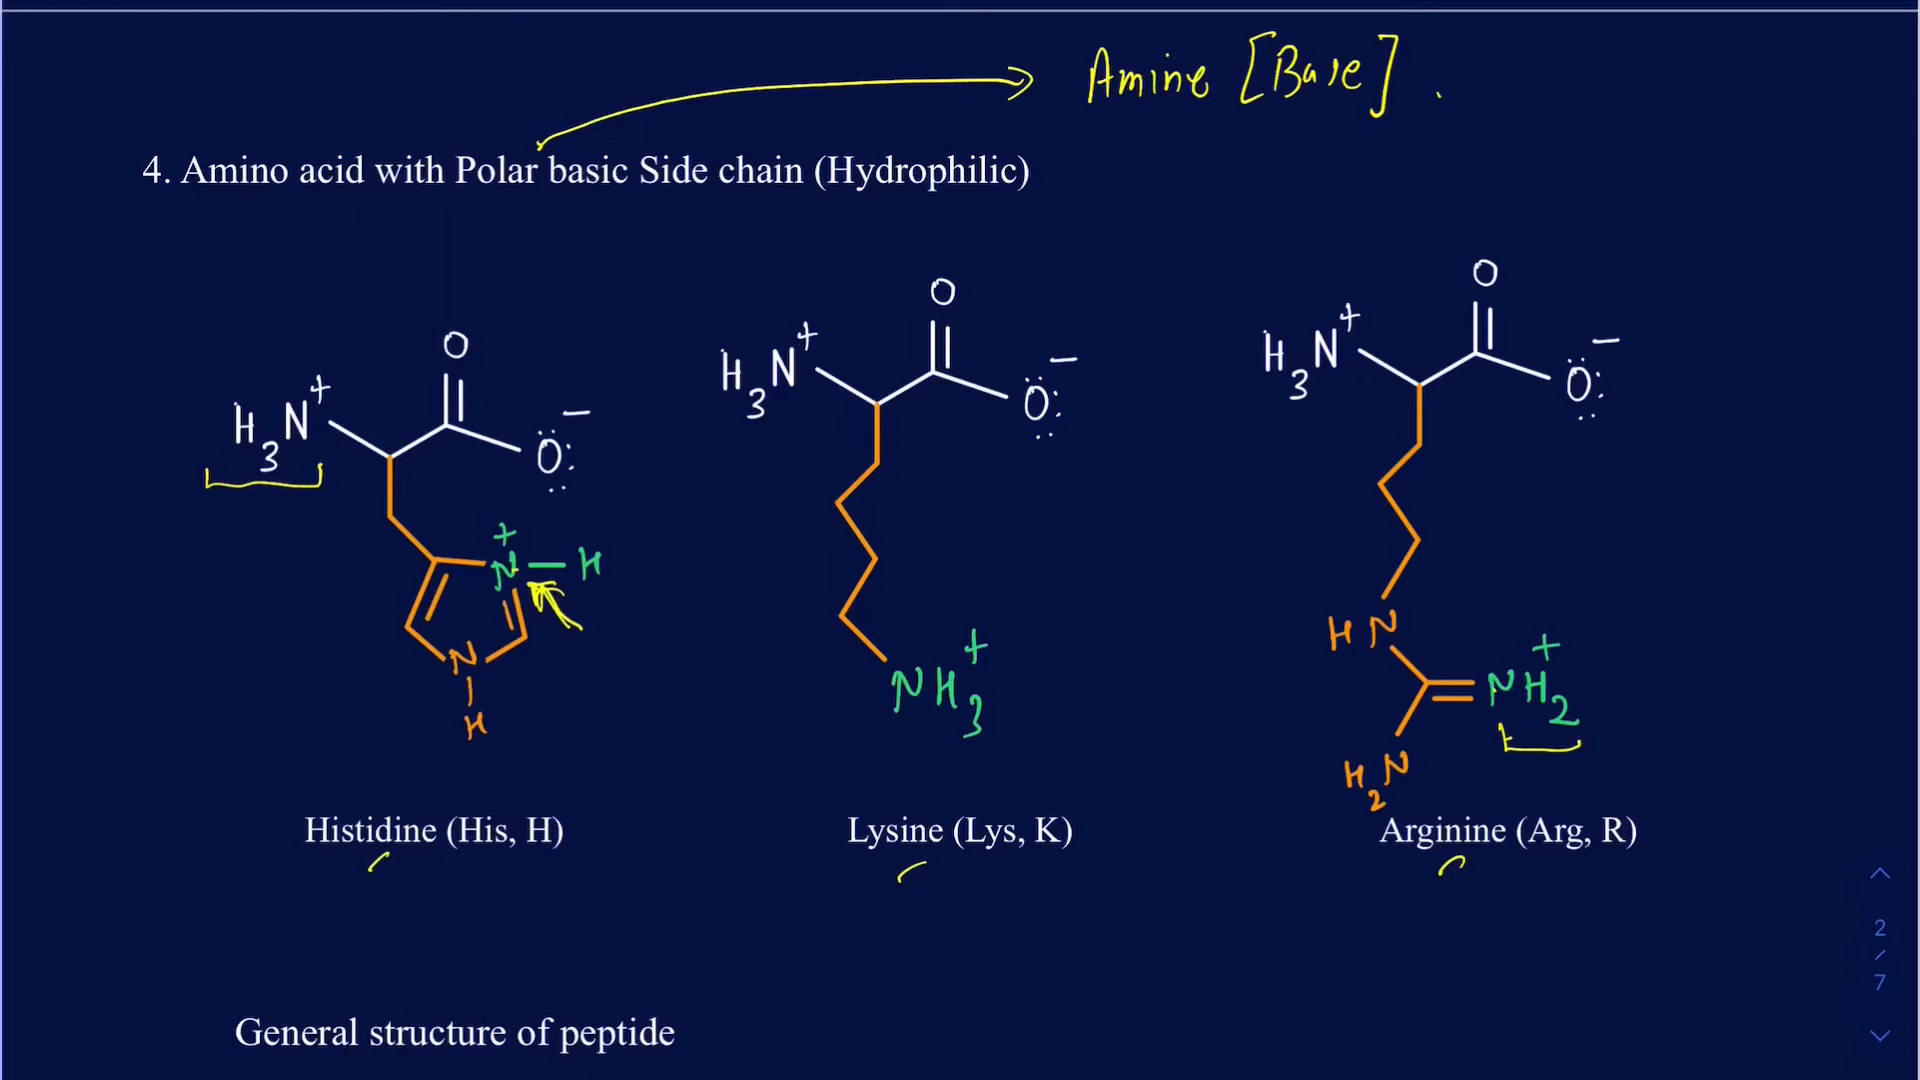 Amine [Base].
4. Amino acid with Polar basic Side chain (Hydrophilic)
O
H3N+
O:−
N+—H
N
H
O
H3N+
O:−
NH3+
O
H3N+
O:−
HN
NH2+
H2N
Histidine (His, H)
Lysine (Lys, K)
Arginine (Arg, R)
2
/
7
General structure of peptide